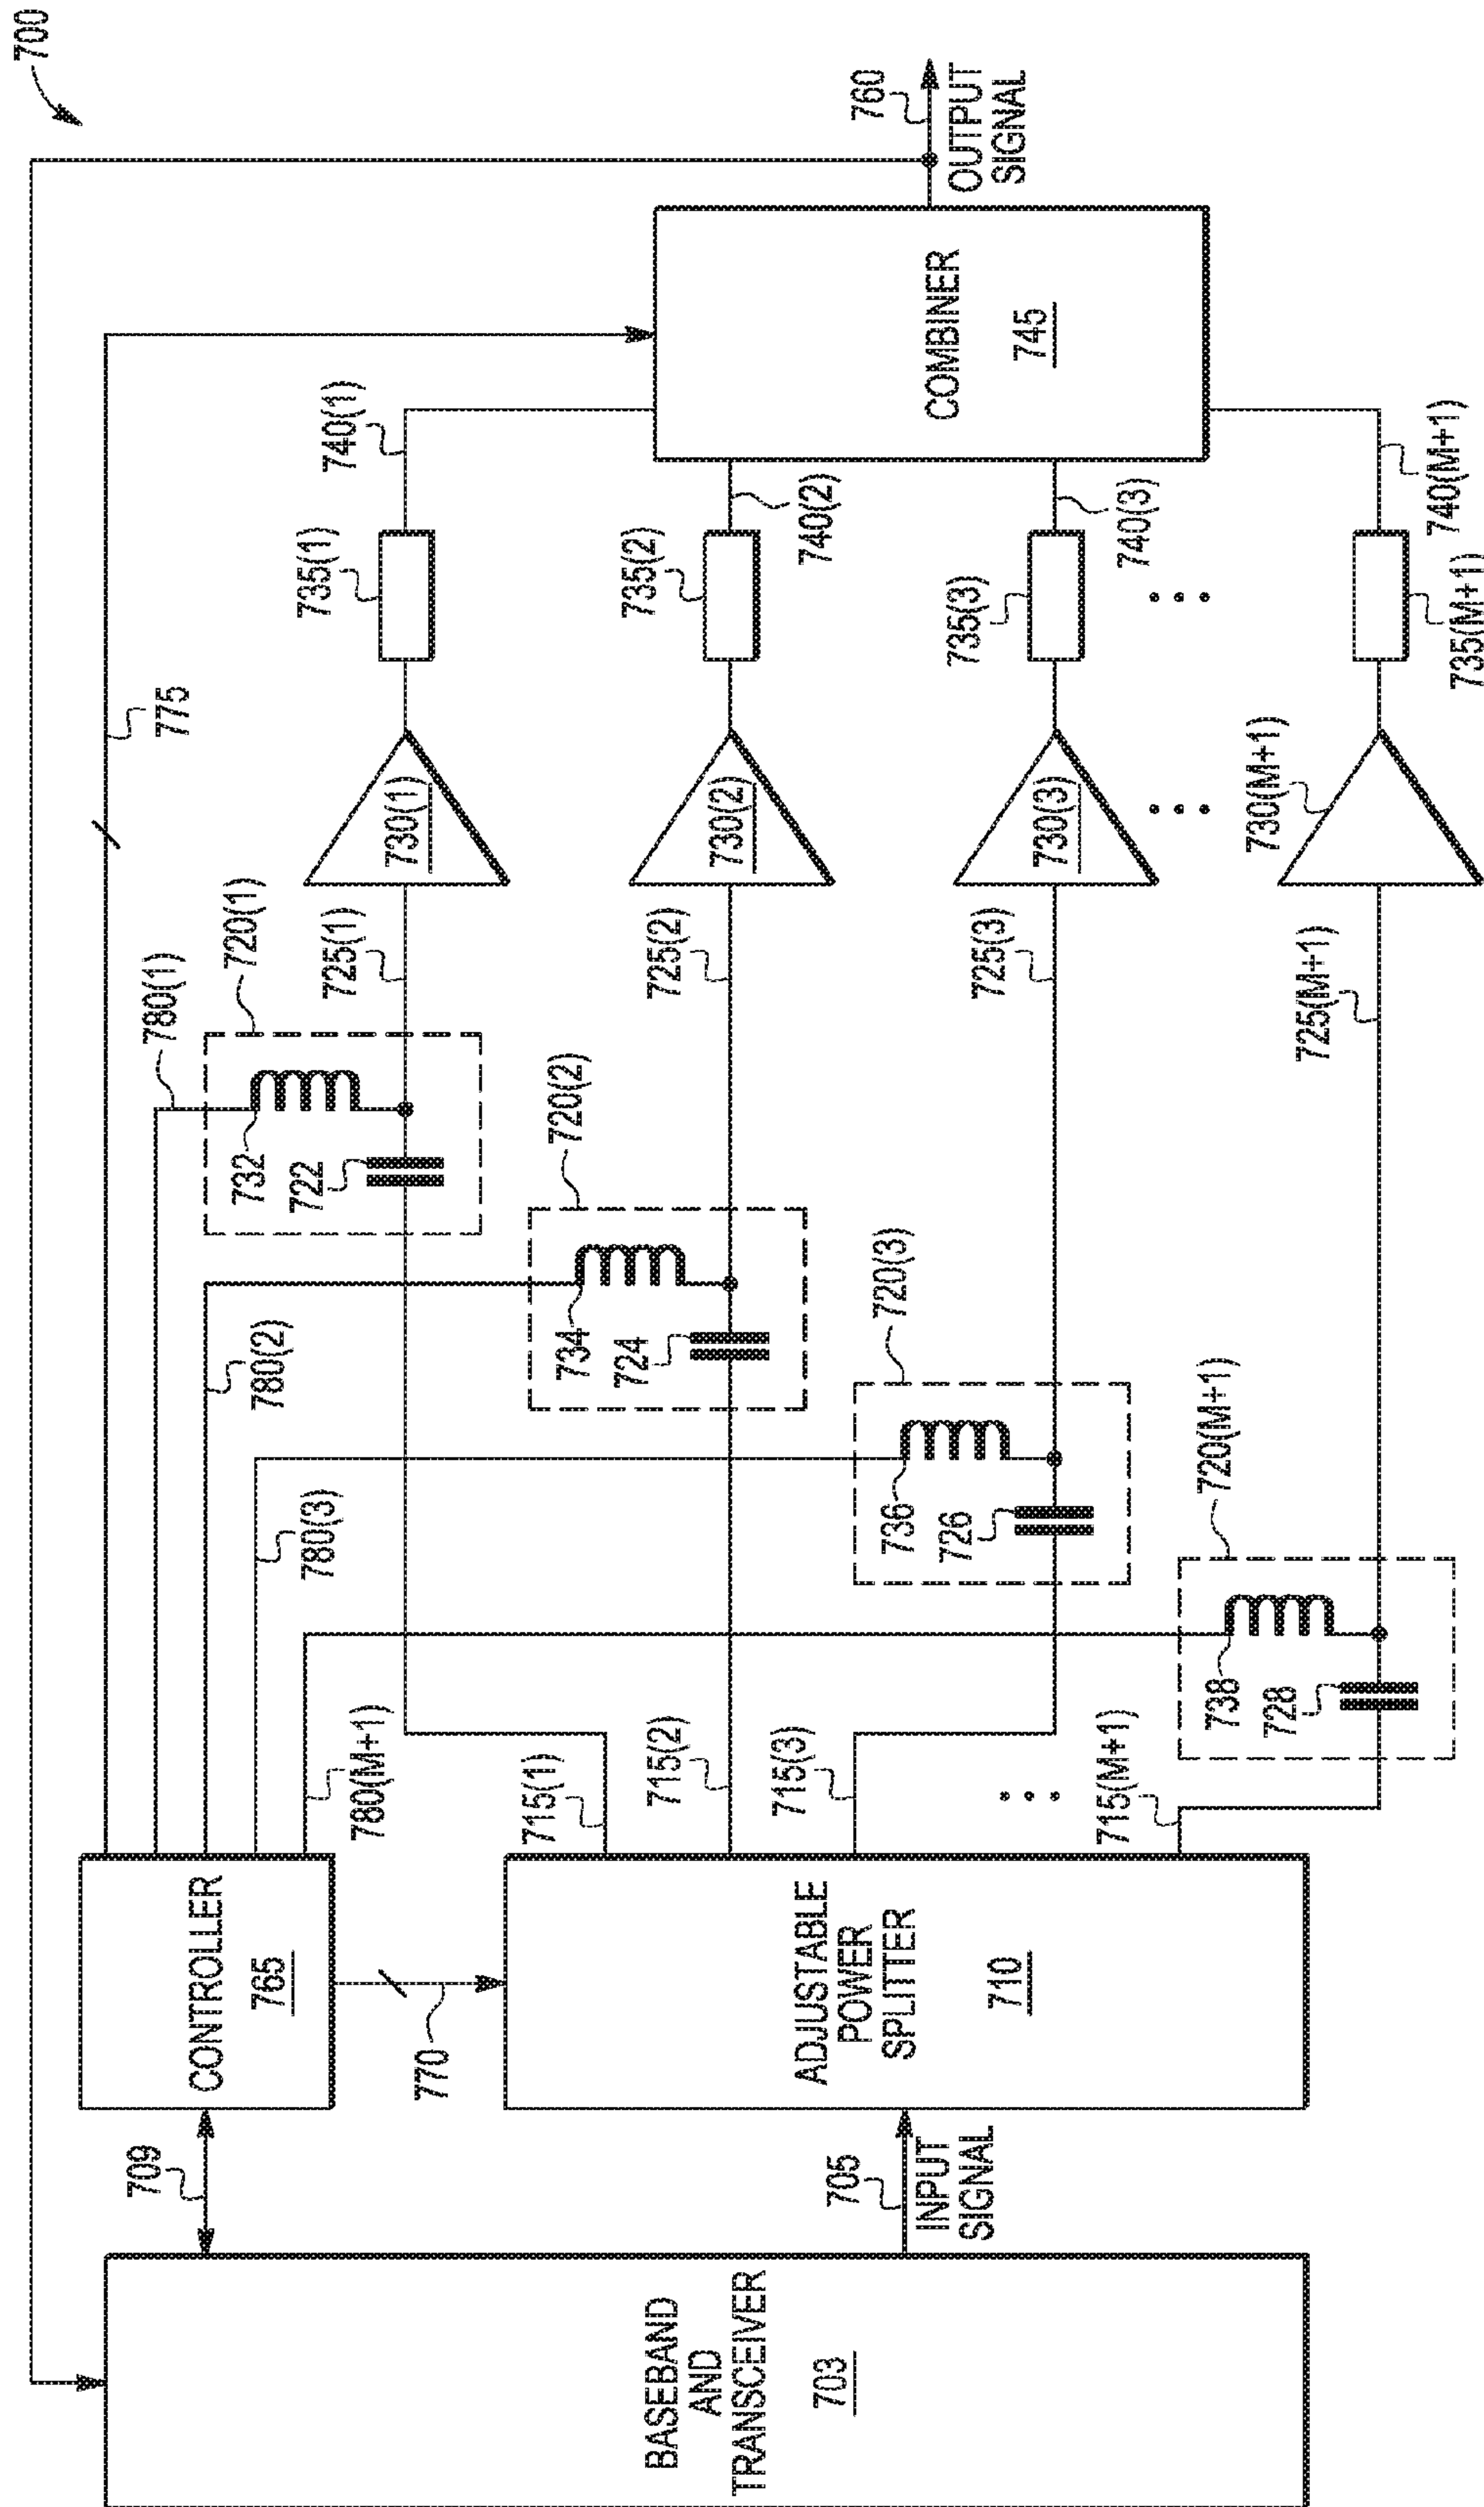 700
BASEBAND
AND
TRANSCEIVER
703
709
705
INPUT
SIGNAL
CONTROLLER
765
770
ADJUSTABLE
POWER
SPLITTER
710
775
780(1)
780(2)
780(3)
780(M+1)
715(1)
715(2)
715(3)
715(M+1)
720(1)
732
722
720(2)
734
724
720(3)
736
726
720(M+1)
738
728
725(1)
725(2)
725(3)
725(M+1)
730(1)
730(2)
730(3)
730(M+1)
735(1)
735(2)
735(3)
735(M+1)
740(1)
740(2)
740(3)
740(M+1)
COMBINER
745
760
OUTPUT
SIGNAL